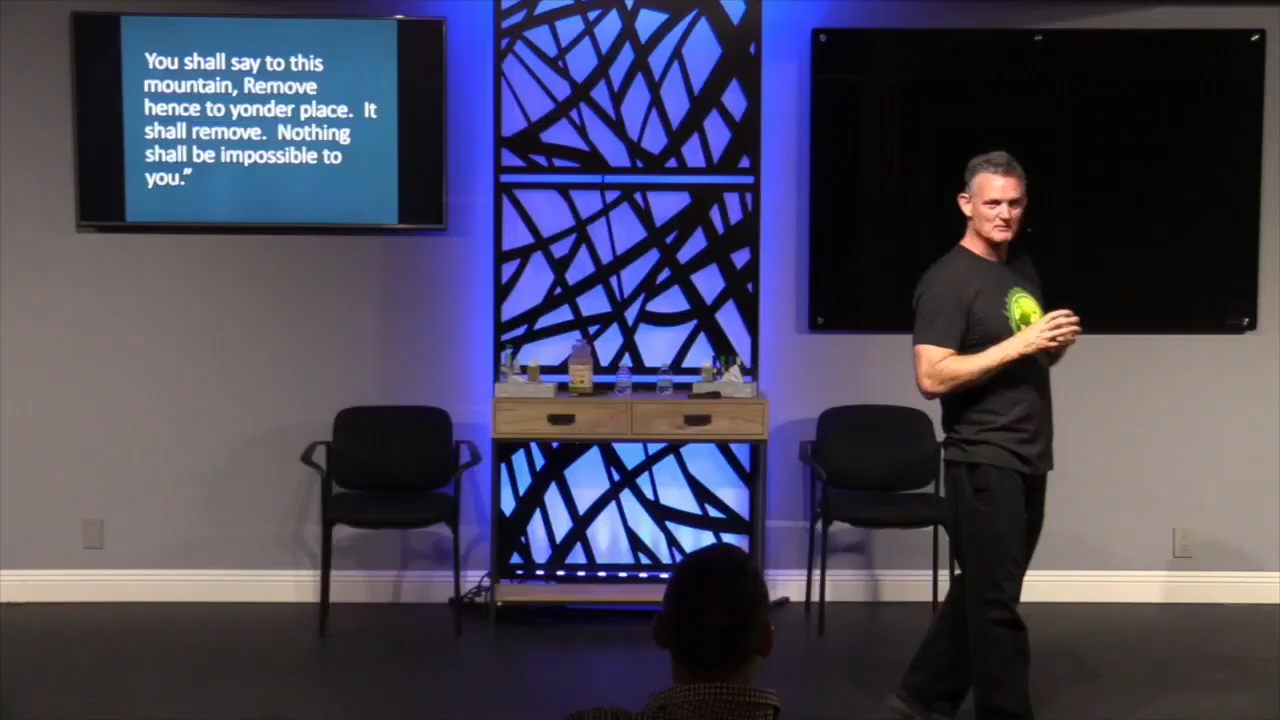 You shall say to this
mountain, Remove
hence to yonder place.  It
shall remove.  Nothing
shall be impossible to
you.”